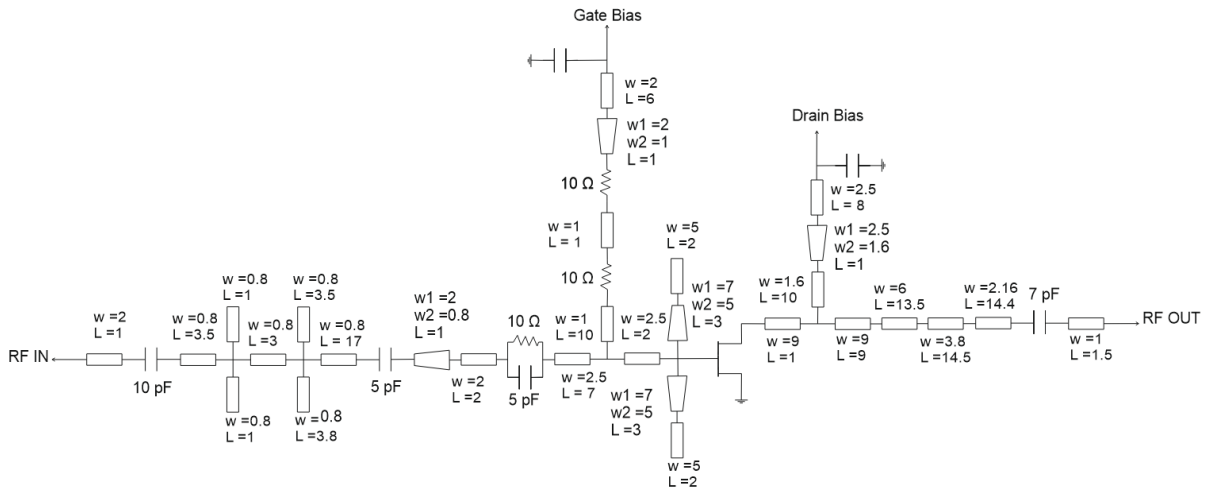 Gate Bias
w =2
L =6
w1 =2
w2 =1
L =1
10 Ω
w =1
L = 1
10 Ω
w =1
L =10
Drain Bias
w =2.5
L = 8
w1 =2.5
w2 =1.6
L =1
w =1.6
L =10
w =5
L =2
w1 =7
w2 =5
L =3
RF IN
w =2
L =1
10 pF
w =0.8
L =3.5
w =0.8
L =1
w =0.8
L =1
w =0.8
L =3
w =0.8
L =3.5
w =0.8
L =3.8
w =0.8
L = 17
5 pF
w1 =2
w2 =0.8
L =1
w =2
L =2
10 Ω
5 pF
w =2.5
L = 7
w =2.5
L =2
w1 =7
w2 =5
L =3
w =5
L =2
w =9
L =1
w =9
L =9
w =6
L =13.5
w =3.8
L =14.5
w =2.16
L =14.4
7 pF
w =1
L =1.5
RF OUT